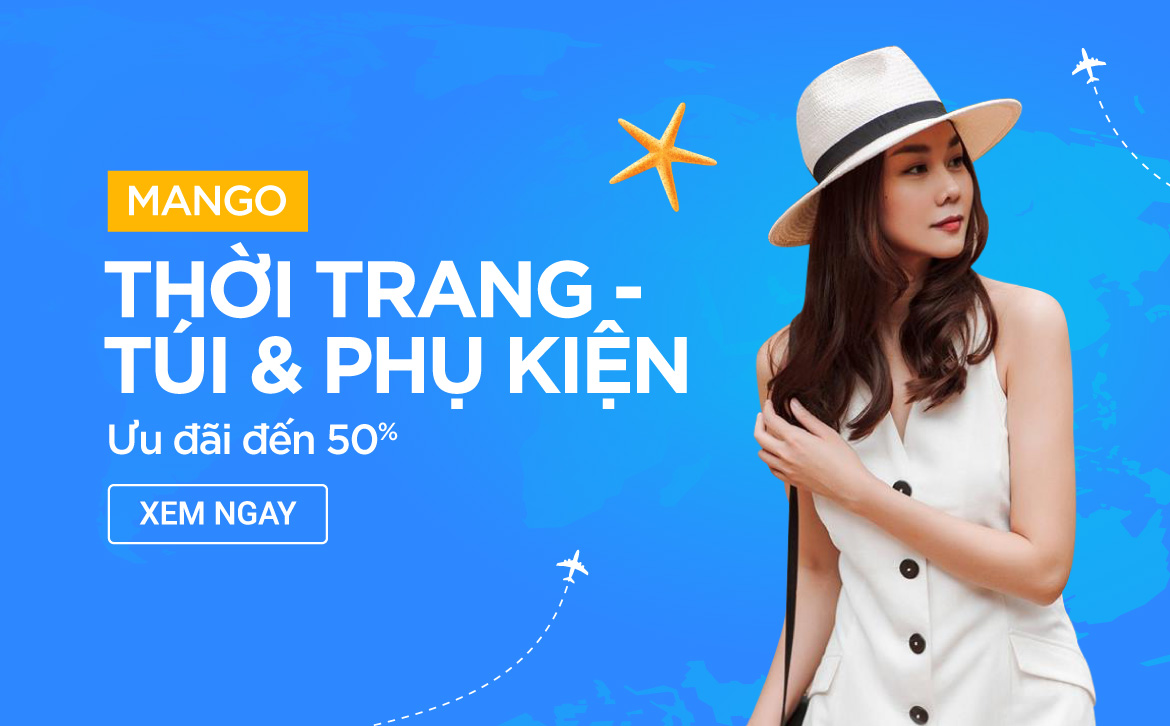 MANGO
THỜI TRANG -
TÚI & PHỤ KIỆN
Ưu đãi đến 50%
XEM NGAY